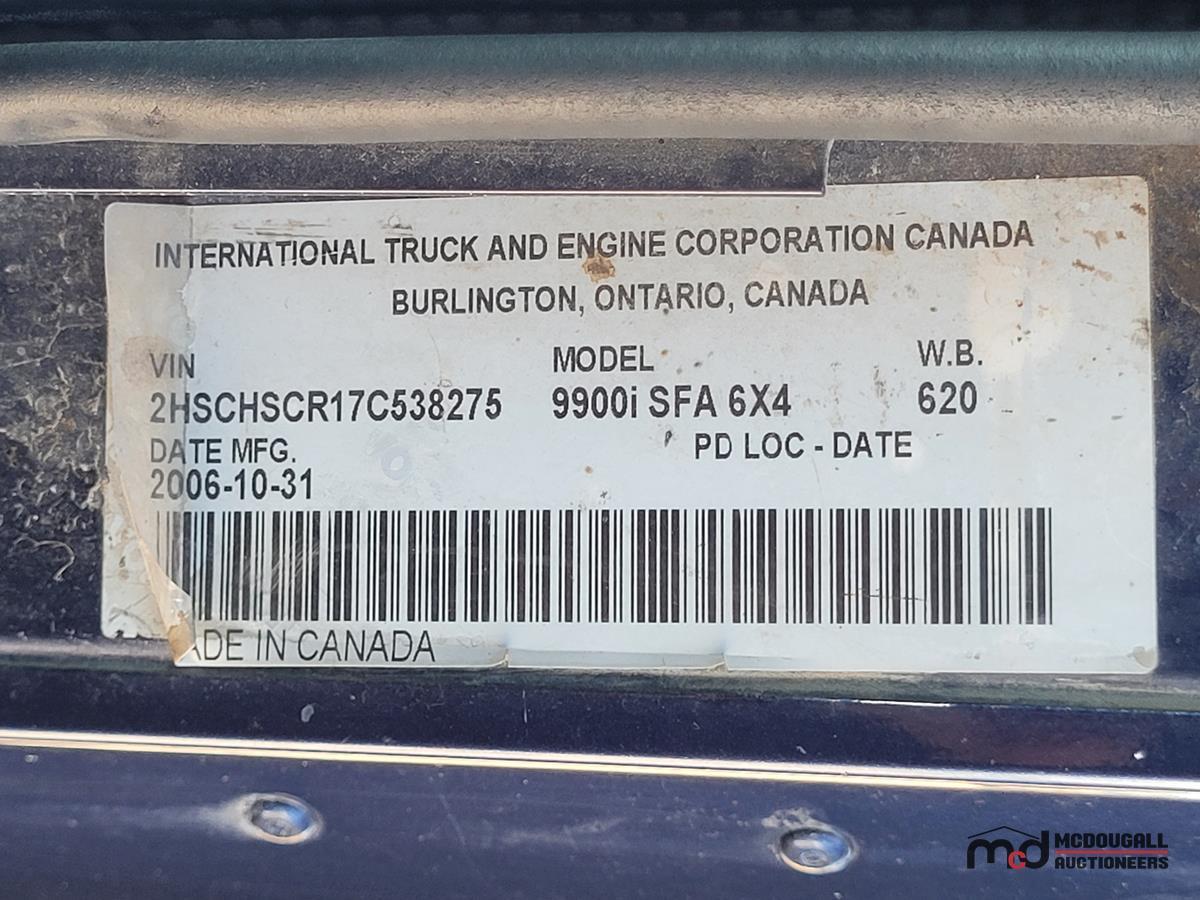 INTERNATIONAL TRUCK AND ENGINE CORPORATION CANADA
BURLINGTON, ONTARIO, CANADA
VIN MODEL W.B.
2HSCHSCR17C538275 9900i SFA 6X4 620
DATE MFG. PD LOC - DATE
2006-10-31
ADE IN CANADA
mcd MCDOUGALL
AUCTIONEERS